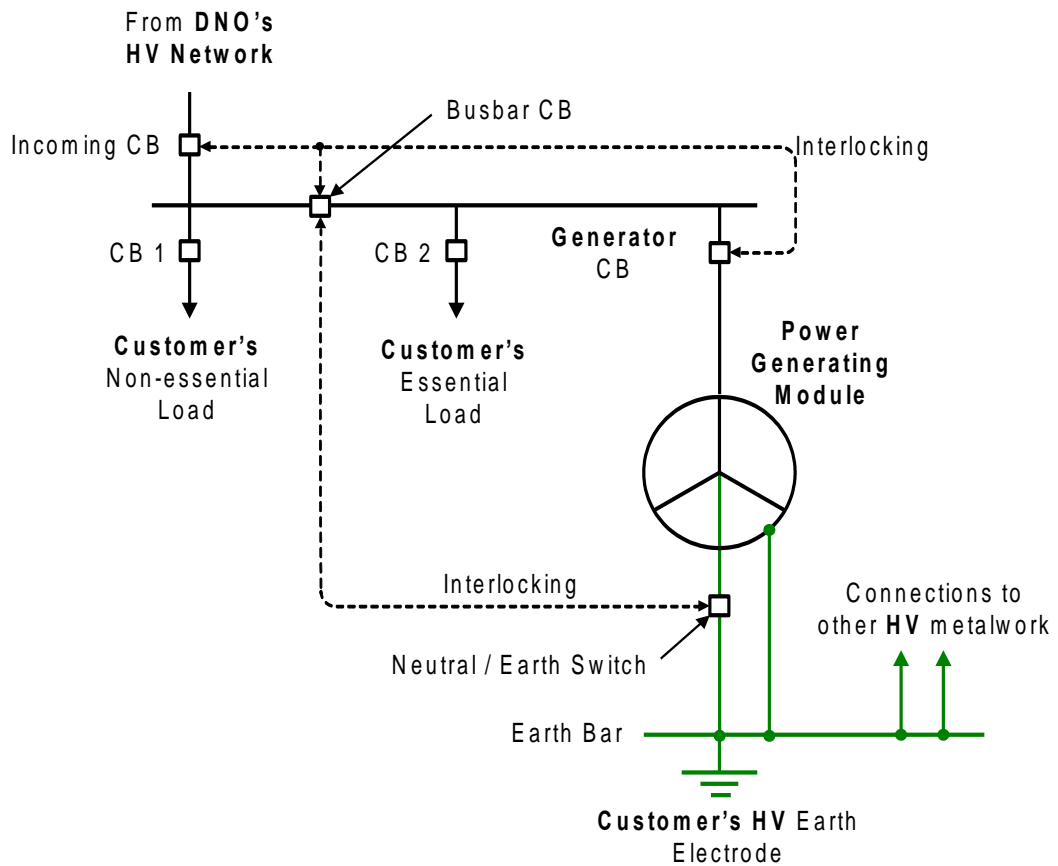 From DNO's
HV Network
Busbar CB
Incoming CB
Interlocking
CB 1
CB 2
Generator
CB
Customer's
Non-essential
Load
Customer's
Essential
Load
Power
Generating
Module
Interlocking
Connections to
other HV metalwork
Neutral / Earth Switch
Earth Bar
Customer's HV Earth
Electrode